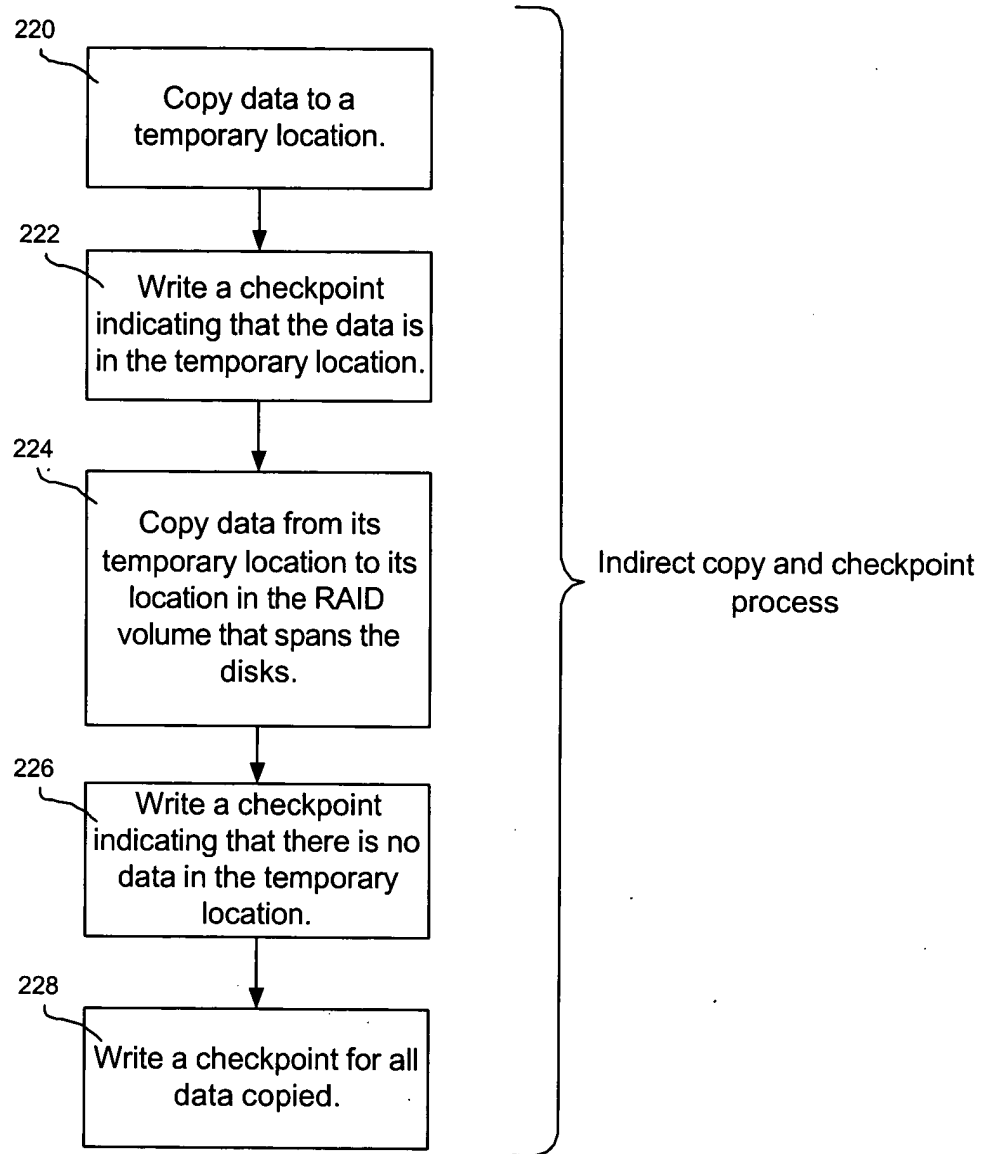 220
Copy data to a
temporary location.
222
Write a checkpoint
indicating that the data is
in the temporary location.
224
Copy data from its
temporary location to its
location in the RAID
volume that spans the
disks.
Indirect copy and checkpoint
process
226
Write a checkpoint
indicating that there is no
data in the temporary
location.
228
Write a checkpoint for all
data copied.